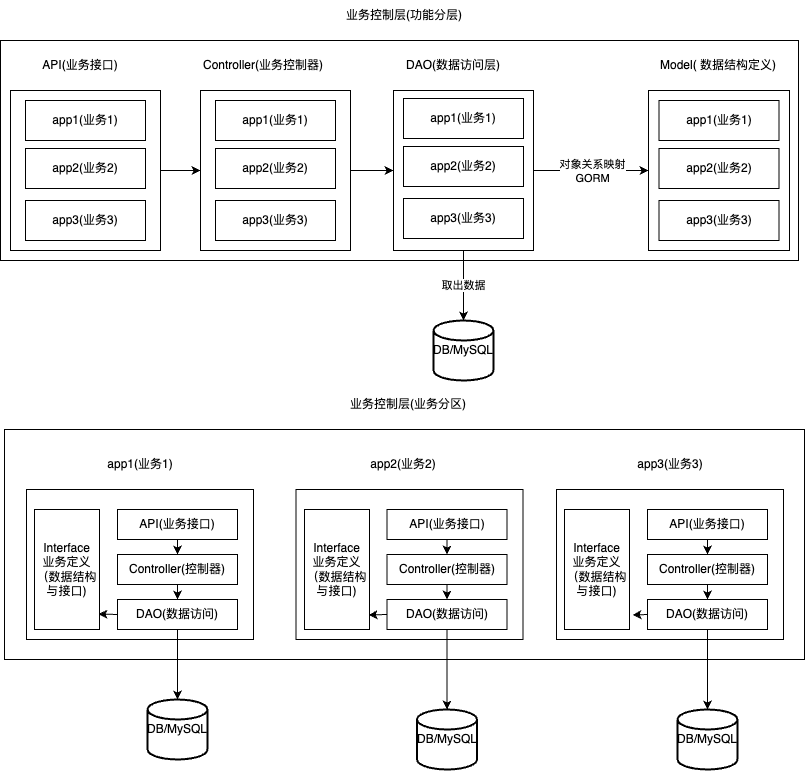 业务控制层(功能分层)
API(业务接口)
Controller(业务控制器)
DAO(数据访问层)
Model( 数据结构定义)
app1(业务1)
app1(业务1)
app1(业务1)
app1(业务1)
app2(业务2)
app2(业务2)
app2(业务2)
对象关系映射
GORM
app2(业务2)
app3(业务3)
app3(业务3)
app3(业务3)
app3(业务3)
取出数据
DB/MySQL
业务控制层(业务分区)
app1(业务1)
app2(业务2)
app3(业务3)
Interface
业务定义
(数据结构
与接口)
API(业务接口)
Controller(控制器)
DAO(数据访问)
Interface
业务定义
(数据结构
与接口)
API(业务接口)
Controller(控制器)
DAO(数据访问)
Interface
业务定义
(数据结构
与接口)
API(业务接口)
Controller(控制器)
DAO(数据访问)
DB/MySQL
DB/MySQL
DB/MySQL